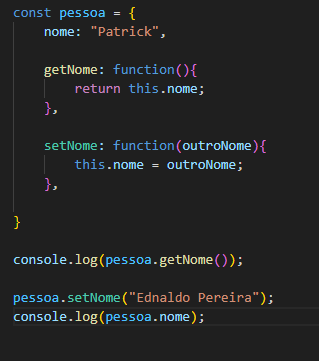 const pessoa = {
    nome: "Patrick",

    getNome: function(){
        return this.nome;
    },

    setNome: function(outroNome){
        this.nome = outroNome;
    },

}

console.log(pessoa.getNome());

pessoa.setNome("Ednaldo Pereira");
console.log(pessoa.nome);